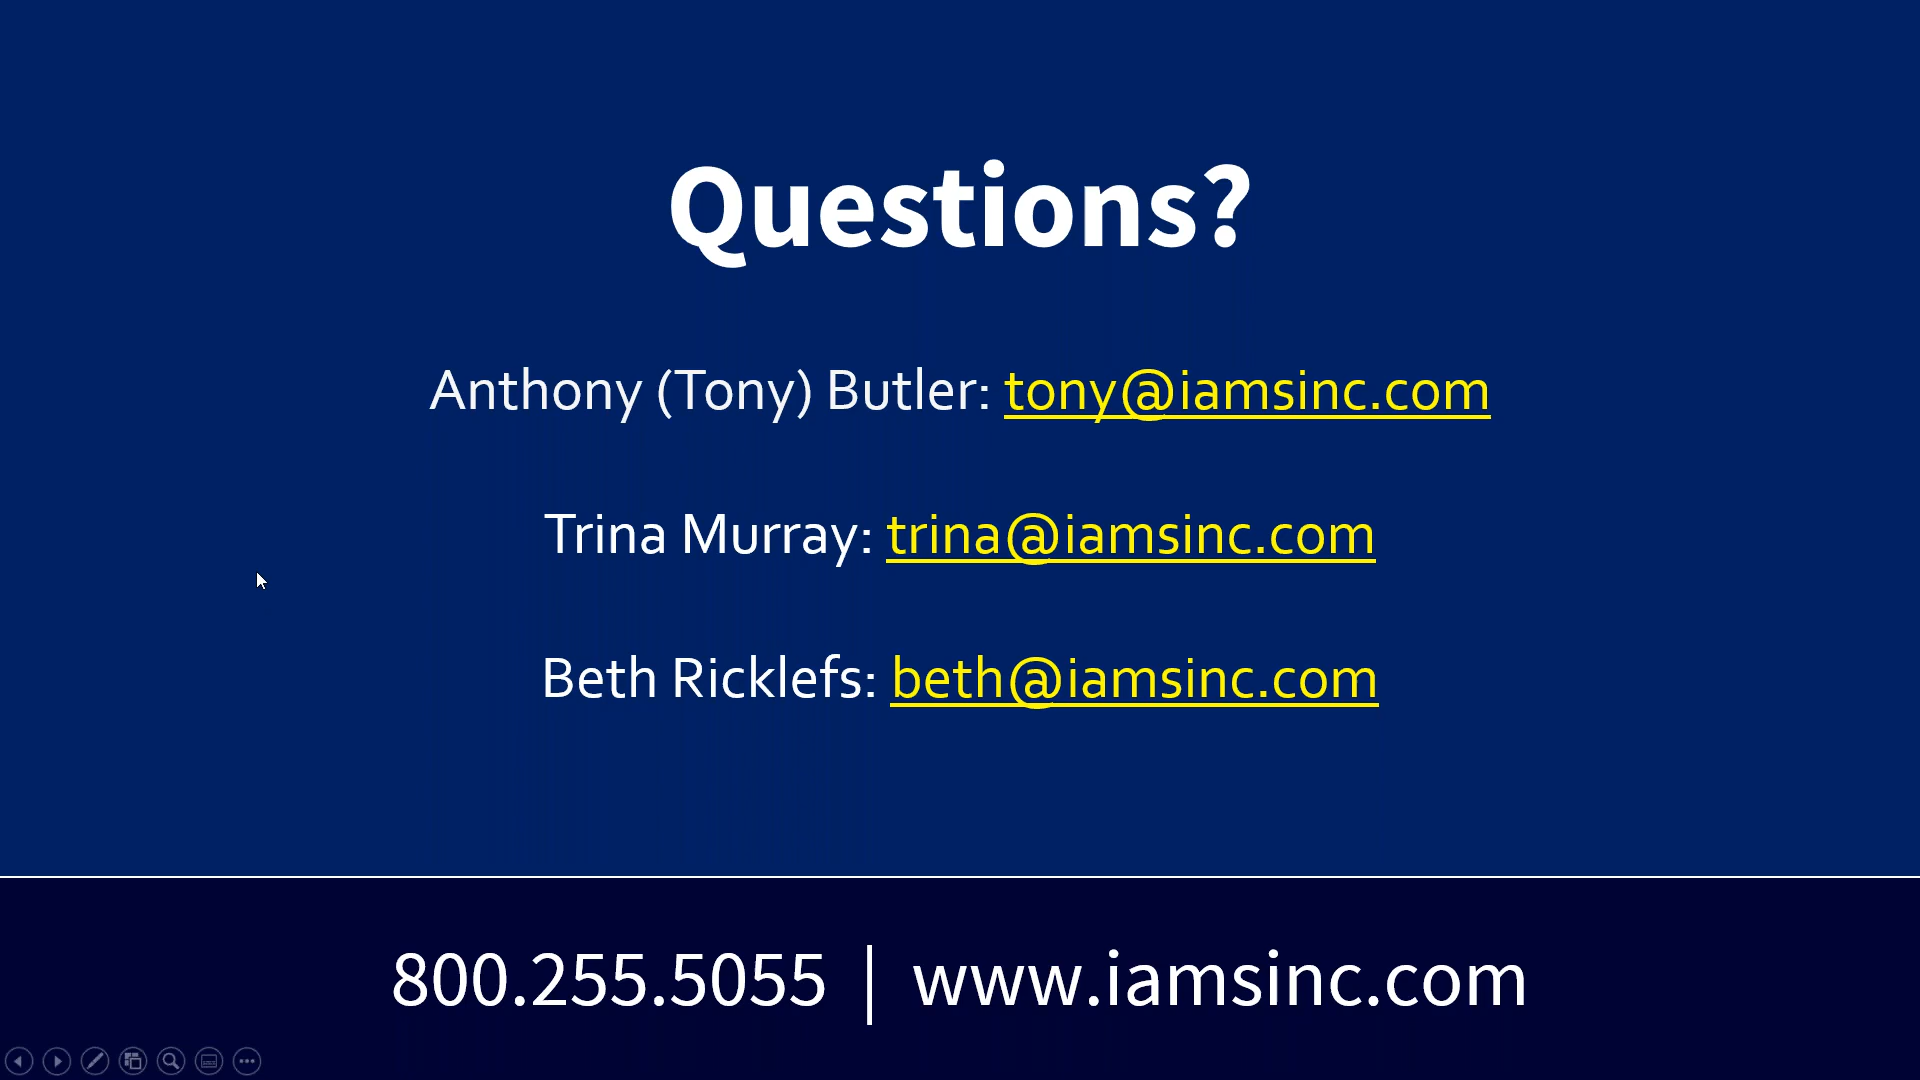 Questions?
Anthony (Tony) Butler: tony@iamsinc.com
Trina Murray: trina@iamsinc.com
Beth Ricklefs: beth@iamsinc.com
800.255.5055 | www.iamsinc.com